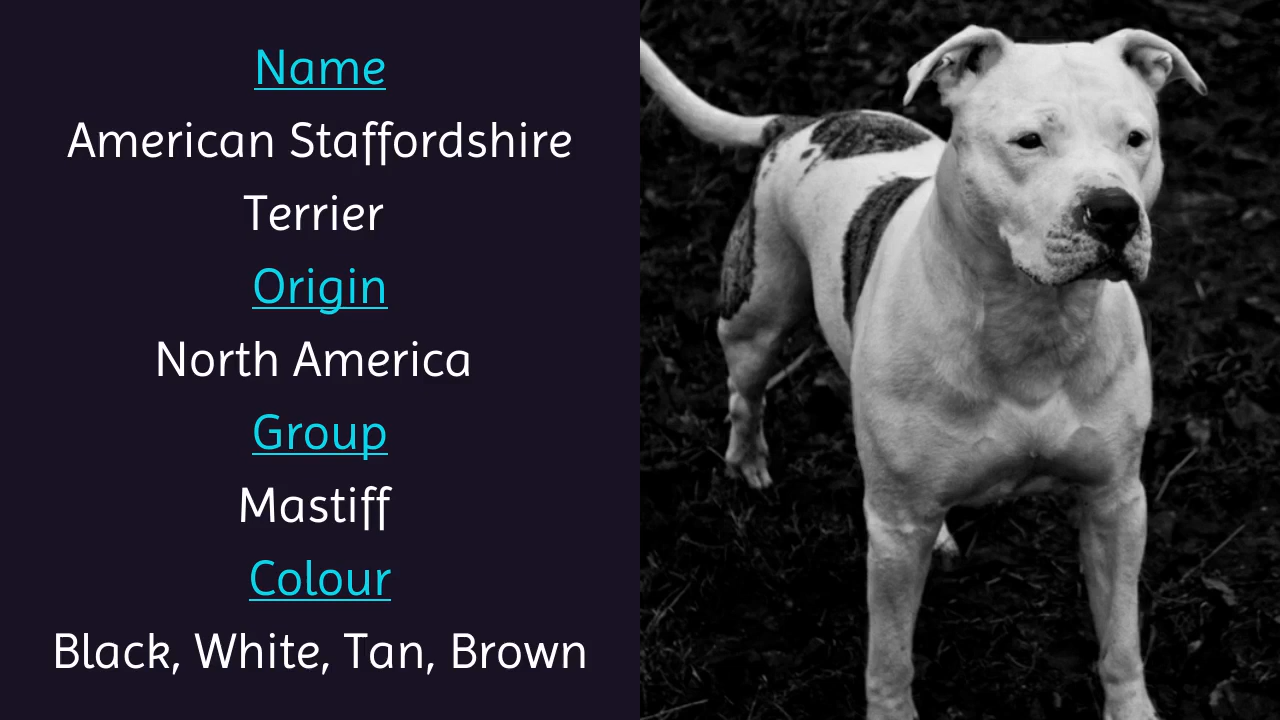 Name
American Staffordshire
Terrier
Origin
North America
Group
Mastiff
Colour
Black, White, Tan, Brown